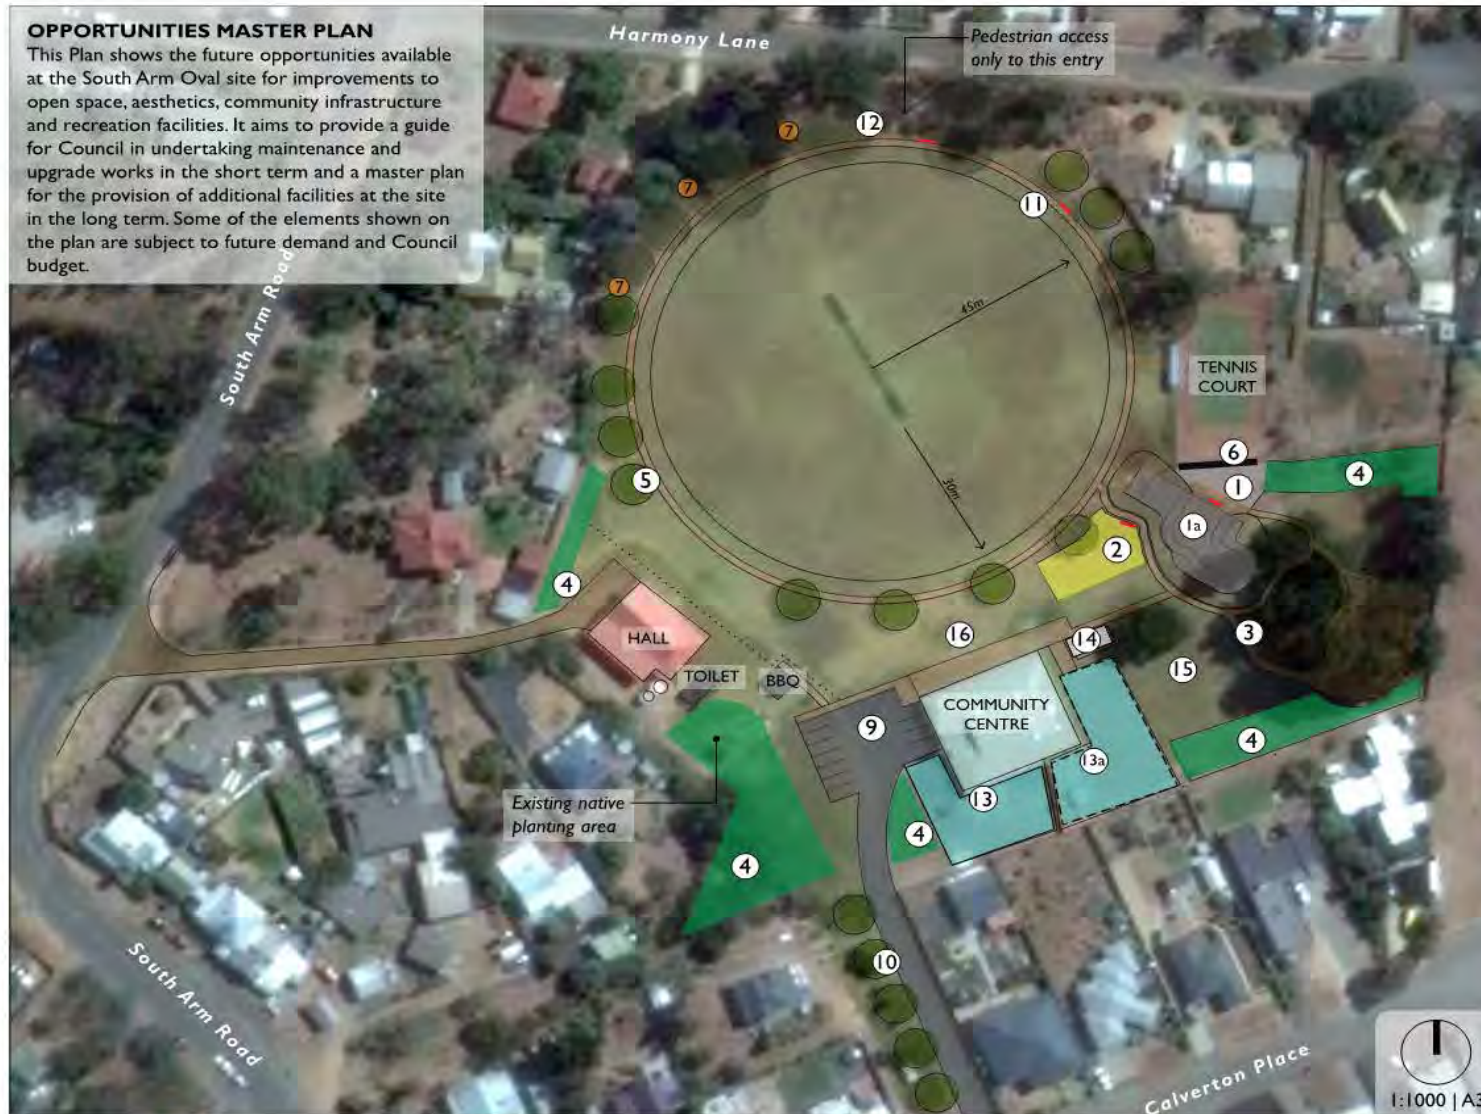 OPPORTUNITIES MASTER PLAN
This Plan shows the future opportunities available
at the South Arm Oval site for improvements to
open space, aesthetics, community infrastructure
and recreation facilities. It aims to provide a guide
for Council in undertaking maintenance and
upgrade works in the short term and a master plan
for the provision of additional facilities at the site
in the long term. Some of the elements shown on
the plan are subject to future demand and Council
budget.
Harmony Lane
Pedestrian access
only to this entry
7
12
7
11
7
South Arm Road
45m
TENNIS
COURT
6
4
5
1
30m
1a
2
4
HALL
16
14
3
15
TOILET
BBQ
COMMUNITY
CENTRE
9
4
13a
13
Existing native
planting area
4
4
10
South Arm Road
Calverton Place
1:1000 |